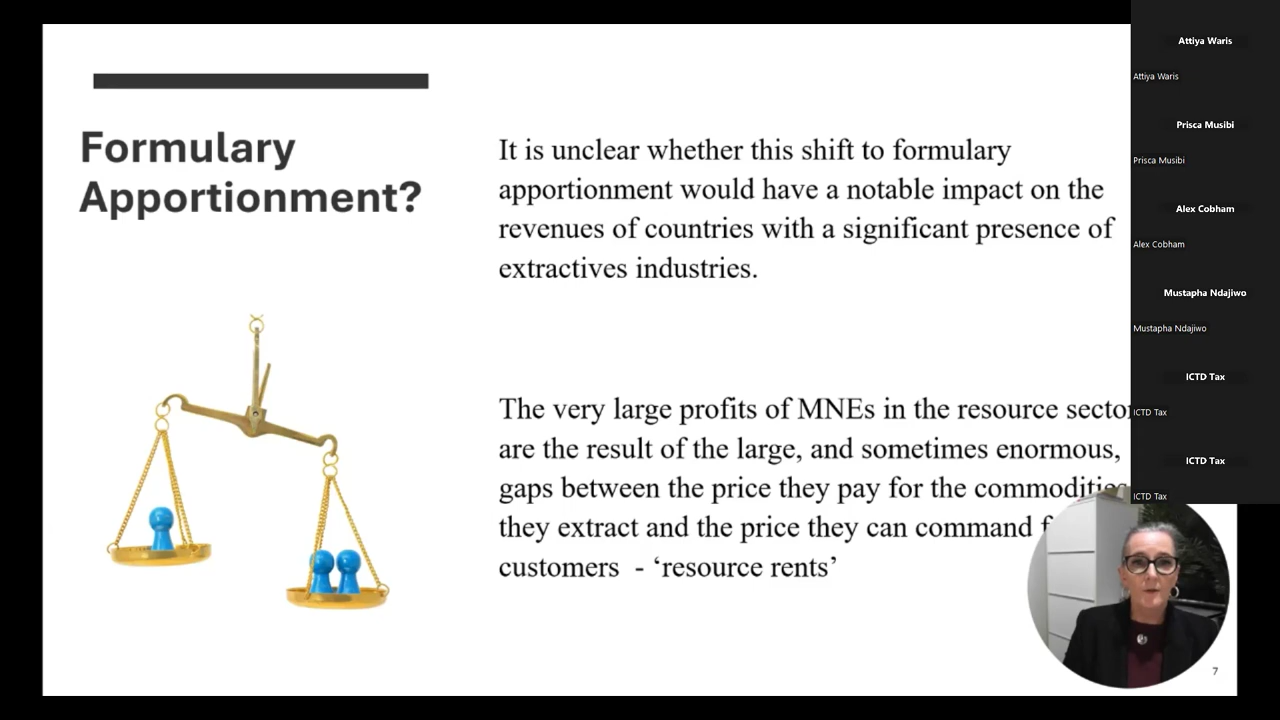 Formulary
Apportionment?
It is unclear whether this shift to formulary
apportionment would have a notable impact on the
revenues of countries with a significant presence of
extractives industries.
The very large profits of MNEs in the resource sector
are the result of the large, and sometimes enormous,
gaps between the price they pay for the commodities
they extract and the price they can command
customers - ‘resource rents’
7
Attiya Waris
Attiya Waris
Prisca Musibi
Prisca Musibi
Alex Cobham
Alex Cobham
Mustapha Ndajiwo
Mustapha Ndajiwo
ICTD Tax
ICTD Tax
ICTD Tax
ICTD Tax